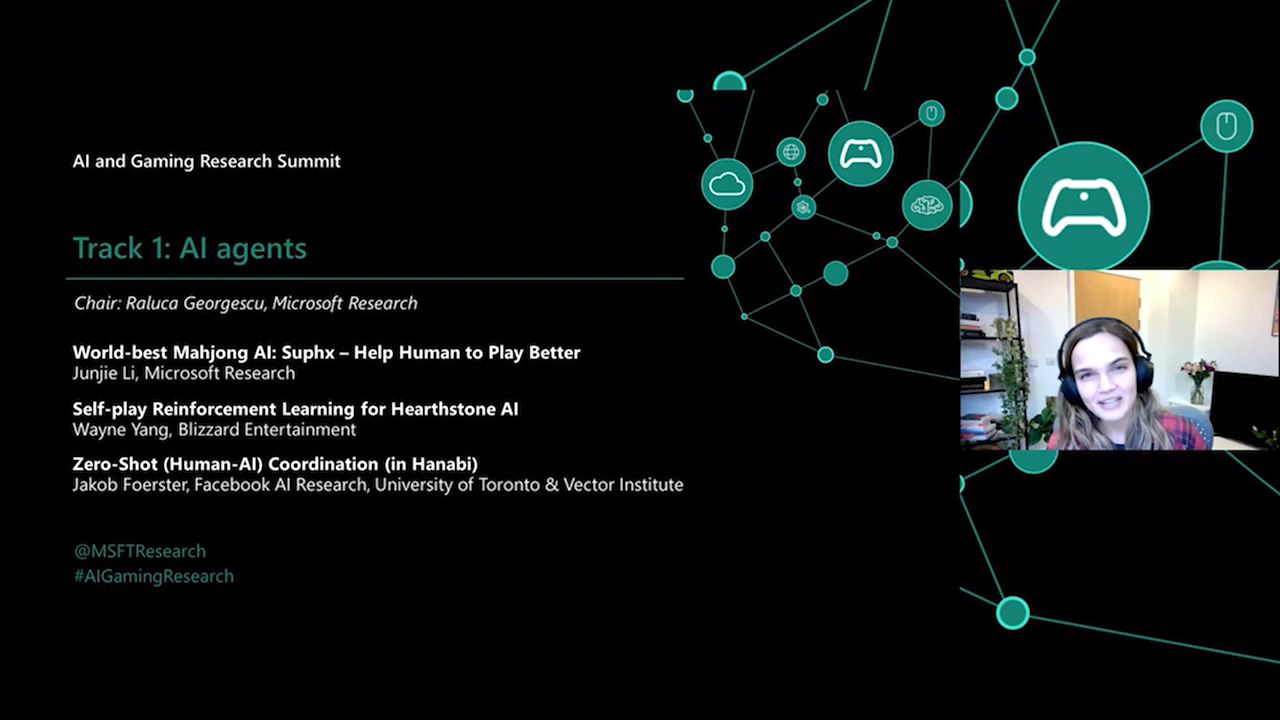 AI and Gaming Research Summit
Track 1: AI agents
Chair: Raluca Georgescu, Microsoft Research
World-best Mahjong AI: Suphx – Help Human to Play Better
Junjie Li, Microsoft Research
Self-play Reinforcement Learning for Hearthstone AI
Wayne Yang, Blizzard Entertainment
Zero-Shot (Human-AI) Coordination (in Hanabi)
Jakob Foerster, Facebook AI Research, University of Toronto & Vector Institute
@MSFTResearch
#AIGamingResearch